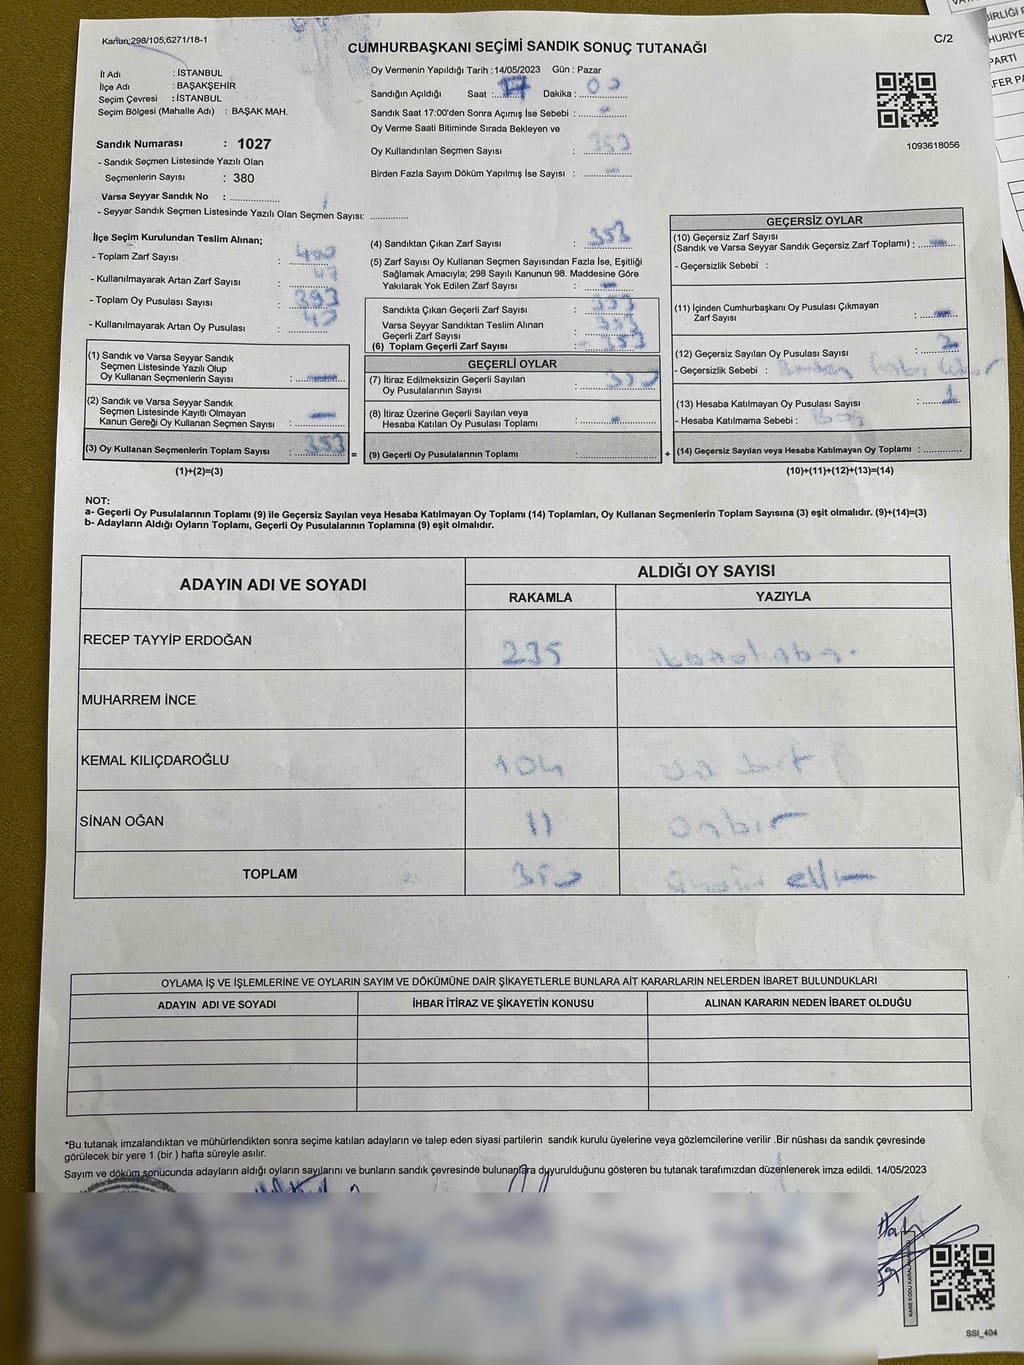 Kanun;298/105;6271/18-1
C/2
CUMHURBAŞKANI SEÇİMİ SANDIK SONUÇ TUTANAĞI
İl Adı : İSTANBUL
İlçe Adı : BAŞAKŞEHİR
Seçim Çevresi : İSTANBUL
Seçim Bölgesi (Mahalle Adı) : BAŞAK MAH.
Sandık Numarası : 1027
- Sandık Seçmen Listesinde Yazılı Olan
Seçmenlerin Sayısı : 380
Varsa Seyyar Sandık No :
- Seyyar Sandık Seçmen Listesinde Yazılı Olan Seçmen Sayısı:
Oy Vermenin Yapıldığı Tarih :14/05/2023 Gün : Pazar
Sandığın Açıldığı Saat : 17 Dakika : 00
Sandık Saat 17:00'den Sonra Açımış İse Sebebi :
Oy Verme Saati Bitiminde Sırada Bekleyen ve
Oy Kullandırılan Seçmen Sayısı : 353
Birden Fazla Sayım Döküm Yapılmış İse Sayısı :
1093618056
İlçe Seçim Kurulundan Teslim Alınan;
- Toplam Zarf Sayısı : 400
- Kullanılmayarak Artan Zarf Sayısı : 47
- Toplam Oy Pusulası Sayısı : 393
- Kullanılmayarak Artan Oy Pusulası : 40
(1) Sandık ve Varsa Seyyar Sandık
Seçmen Listesinde Yazılı Olup
Oy Kullanan Seçmenlerin Sayısı :
(2) Sandık ve Varsa Seyyar Sandık
Seçmen Listesinde Kayıtlı Olmayan
Kanun Gereği Oy Kullanan Seçmen Sayısı :
(3) Oy Kullanan Seçmenlerin Toplam Sayısı : 353
(1)+(2)=(3)
(4) Sandıktan Çıkan Zarf Sayısı : 353
(5) Zarf Sayısı Oy Kullanan Seçmen Sayısından Fazla İse, Eşitliği
Sağlamak Amacıyla; 298 Sayılı Kanunun 98. Maddesine Göre
Yakılarak Yok Edilen Zarf Sayısı :
Sandıkta Çıkan Geçerli Zarf Sayısı : 353
Varsa Seyyar Sandıktan Teslim Alınan
Geçerli Zarf Sayısı : 353
(6) Toplam Geçerli Zarf Sayısı : 353
GEÇERLİ OYLAR
(7) İtiraz Edilmeksizin Geçerli Sayılan
Oy Pusulalarının Sayısı : 350
(8) İtiraz Üzerine Geçerli Sayılan veya
Hesaba Katılan Oy Pusulası Toplamı :
= (9) Geçerli Oy Pusulalarının Toplamı :
GEÇERSİZ OYLAR
(10) Geçersiz Zarf Sayısı
(Sandık ve Varsa Seyyar Sandık Geçersiz Zarf Toplamı) :
- Geçersizlik Sebebi :
(11) İçinden Cumhurbaşkanı Oy Pusulası Çıkmayan
Zarf Sayısı :
(12) Geçersiz Sayılan Oy Pusulası Sayısı : 2
- Geçersizlik Sebebi : Birden fazla
(13) Hesaba Katılmayan Oy Pusulası Sayısı : 1
- Hesaba Katılmama Sebebi : Boş
+ (14) Geçersiz Sayılan veya Hesaba Katılmayan Oy Toplamı :
(10)+(11)+(12)+(13)=(14)
NOT:
a- Geçerli Oy Pusulalarının Toplamı (9) ile Geçersiz Sayılan veya Hesaba Katılmayan Oy Toplamı (14) Toplamları, Oy Kullanan Seçmenlerin Toplam Sayısına (3) eşit olmalıdır. (9)+(14)=(3)
b- Adayların Aldığı Oyların Toplamı, Geçerli Oy Pusulalarının Toplamına (9) eşit olmalıdır.
ADAYIN ADI VE SOYADI
ALDIĞI OY SAYISI
RAKAMLA YAZIYLA
RECEP TAYYİP ERDOĞAN 235
MUHARREM İNCE
KEMAL KILIÇDAROĞLU 104
SİNAN OĞAN 11 onbir
TOPLAM 350 elli
OYLAMA İŞ VE İŞLEMLERİNE VE OYLARIN SAYIM VE DÖKÜMÜNE DAİR ŞİKAYETLERLE BUNLARA AİT KARARLARIN NELERDEN İBARET BULUNDUKLARI
ADAYIN ADI VE SOYADI İHBAR İTİRAZ VE ŞİKAYETİN KONUSU ALINAN KARARIN NEDEN İBARET OLDUĞU
*Bu tutanak imzalandıktan ve mühürlendikten sonra seçime katılan adayların ve talep eden siyasi partilerin sandık kurulu üyelerine veya gözlemcilerine verilir .Bir nüshası da sandık çevresinde
görülecek bir yere 1 (bir ) hafta süreyle asılır.
Sayım ve döküm sonucunda adayların aldığı oyların sayılarını ve bunların sandık çevresinde bulunanlara duyurulduğunu gösteren bu tutanak tarafımızdan düzenlenerek imza edildi. 14/05/2023
SSI_404